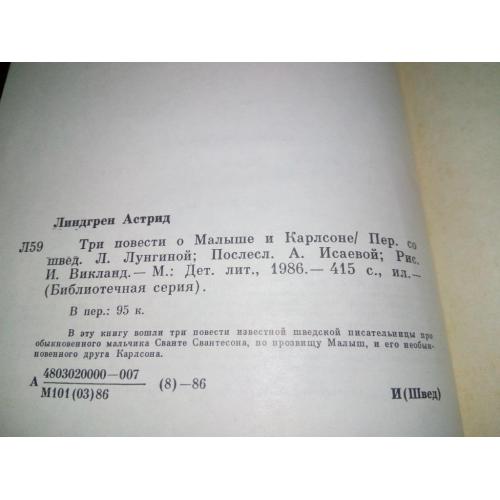 Линдгрен Астрид
Л59 Три повести о Малыше и Карлсоне/ Пер. со
швед. Л. Лунгиной; Послесл. А. Исаевой; Рис.
И. Викланд.— М.: Дет. лит., 1986.— 415 с., ил.—
(Библиотечная серия).
В пер.: 95 к.
В эту книгу вошли три повести известной шведской писательницы про
обыкновенного мальчика Сванте Свантесона, по прозвищу Малыш, и его необык-
новенного друга Карлсона.
А 4803020000—007
М101(03)86 (8)—86
И(Швед)